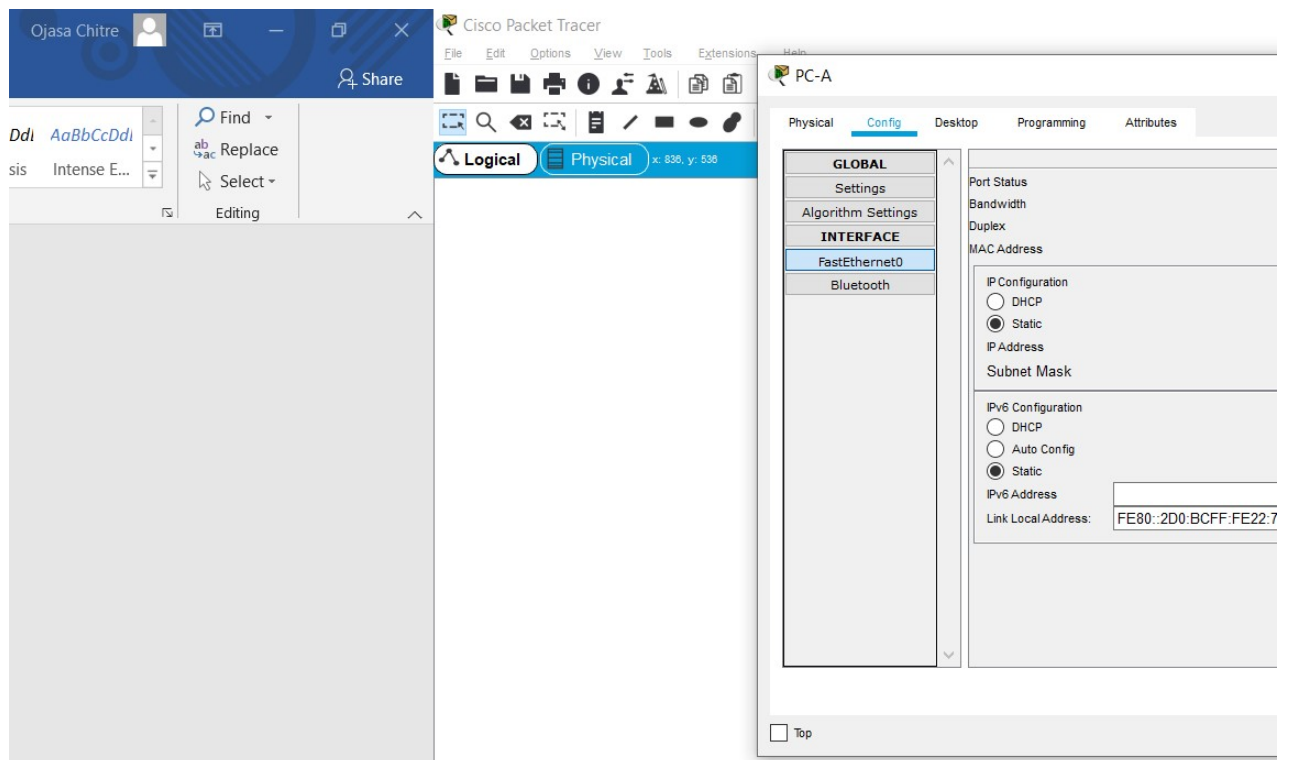 Ojasa Chitre
Share
Find
Ddl AaBbCcDdl
Replace
sis Intense E...
Select
Editing
Cisco Packet Tracer
File Edit Options View Tools Extensions Help
Logical Physical x: 836, y: 536
PC-A
Physical Config Desktop Programming Attributes
GLOBAL
Settings
Algorithm Settings
INTERFACE
FastEthernet0
Bluetooth
Port Status
Bandwidth
Duplex
MAC Address
IP Configuration
DHCP
Static
IP Address
Subnet Mask
IPv6 Configuration
DHCP
Auto Config
Static
IPv6 Address
Link Local Address: FE80::2D0:BCFF:FE22:7
Top